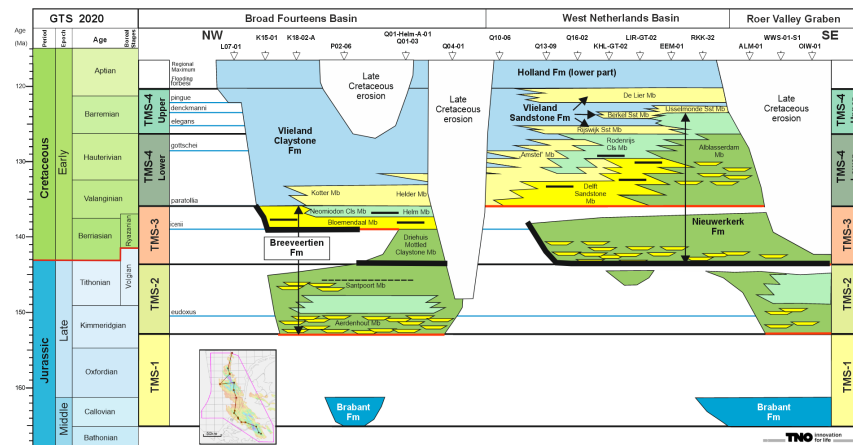 GTS 2020
Broad Fourteens Basin
West Netherlands Basin
Roer Valley Graben
Age
(Ma)
Period
Epoch
Age
Boreal
Stages
NW
SE
L07-01
K15-01
K18-02-A
P02-06
Q01-Helm-A-01
Q01-03
Q04-01
Q10-06
Q13-09
Q16-02
KHL-GT-02
LIR-GT-02
EEM-01
RKK-32
ALM-01
WWS-01-S1
OIW-01
120
130
140
150
160
Cretaceous
Jurassic
Early
Late
Middle
Aptian
Barremian
Hauterivian
Valanginian
Berriasian
Tithonian
Kimmeridgian
Oxfordian
Callovian
Bathonian
Ryazanian
Volgian
TMS-4
Upper
TMS-4
Lower
TMS-3
TMS-2
TMS-1
Regional
Maximum
Flooding
forbesi
pingue
denckmanni
elegans
gottschei
paratollia
icenii
eudoxus
Late
Cretaceous
erosion
Late
Cretaceous
erosion
Late
Cretaceous
erosion
Vlieland
Claystone
Fm
Kotter Mb
Helder Mb
Neomiodon Cls Mb
Helm Mb
Bloemendaal Mb
Breeveertien
Fm
Driehuis
Mottled
Claystone Mb
Santpoort Mb
Aerdenhout Mb
Brabant
Fm
Holland Fm (lower part)
De Lier Mb
Vlieland
Sandstone Fm
IJsselmonde Sst Mb
Berkel Sst Mb
Rijswijk Sst Mb
Rodenrijs
Cls Mb
Alblasserdam
Mb
Delft
Sandstone
Mb
Nieuwerkerk
Fm
Brabant
Fm
TMS-3
TMS-2
TMS-1
TNO innovation
for life